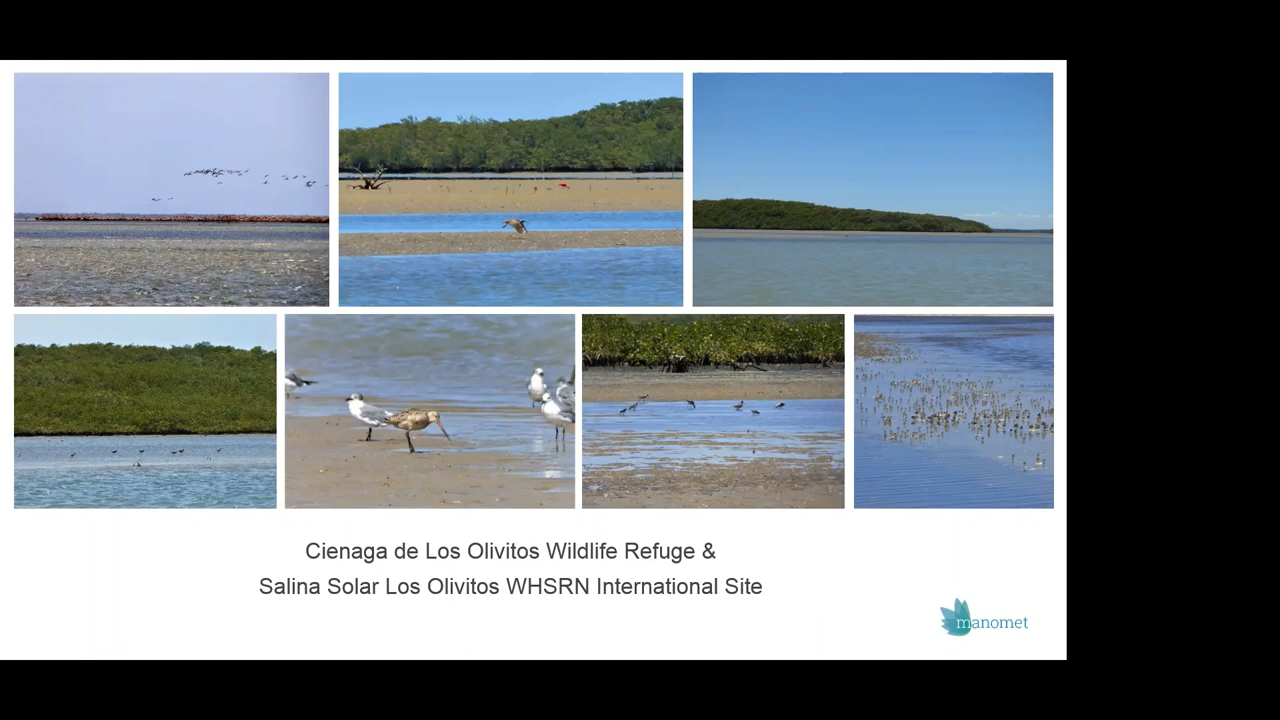 Cienaga de Los Olivitos Wildlife Refuge &
Salina Solar Los Olivitos WHSRN International Site
manomet